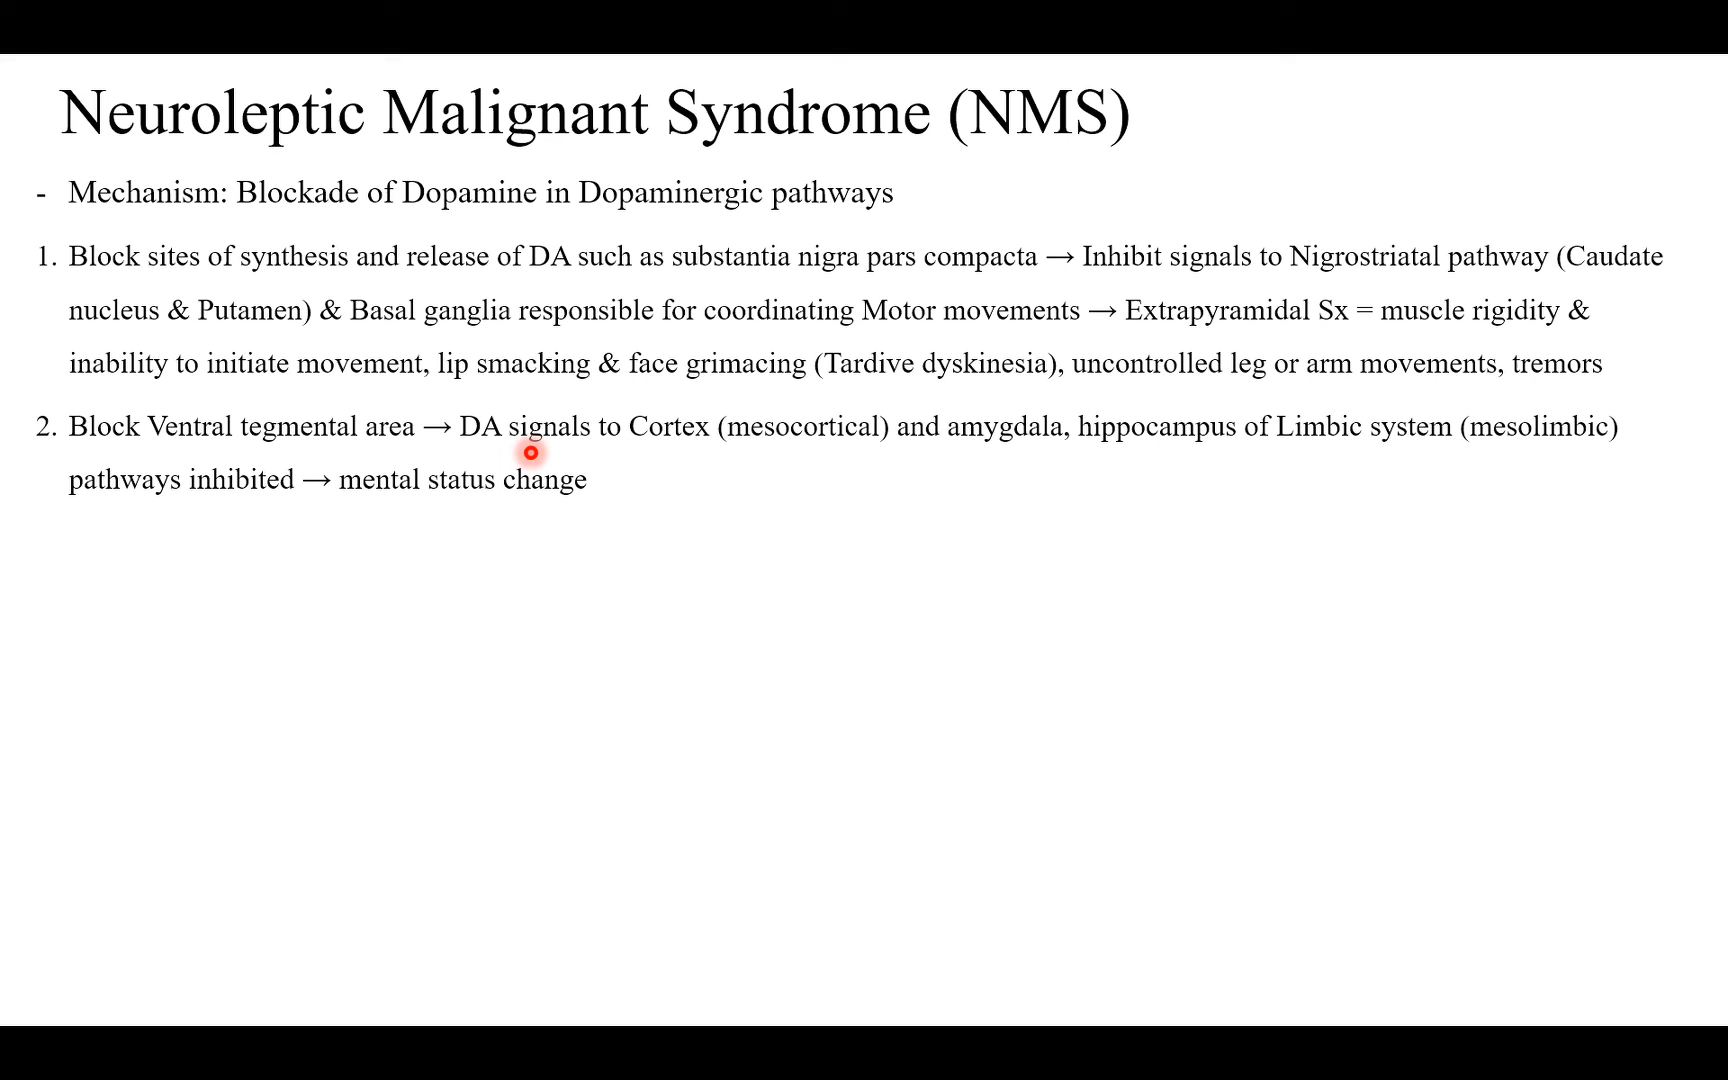 Neuroleptic Malignant Syndrome (NMS)
- Mechanism: Blockade of Dopamine in Dopaminergic pathways
1. Block sites of synthesis and release of DA such as substantia nigra pars compacta → Inhibit signals to Nigrostriatal pathway (Caudate
nucleus & Putamen) & Basal ganglia responsible for coordinating Motor movements → Extrapyramidal Sx = muscle rigidity &
inability to initiate movement, lip smacking & face grimacing (Tardive dyskinesia), uncontrolled leg or arm movements, tremors
2. Block Ventral tegmental area → DA signals to Cortex (mesocortical) and amygdala, hippocampus of Limbic system (mesolimbic)
pathways inhibited → mental status change